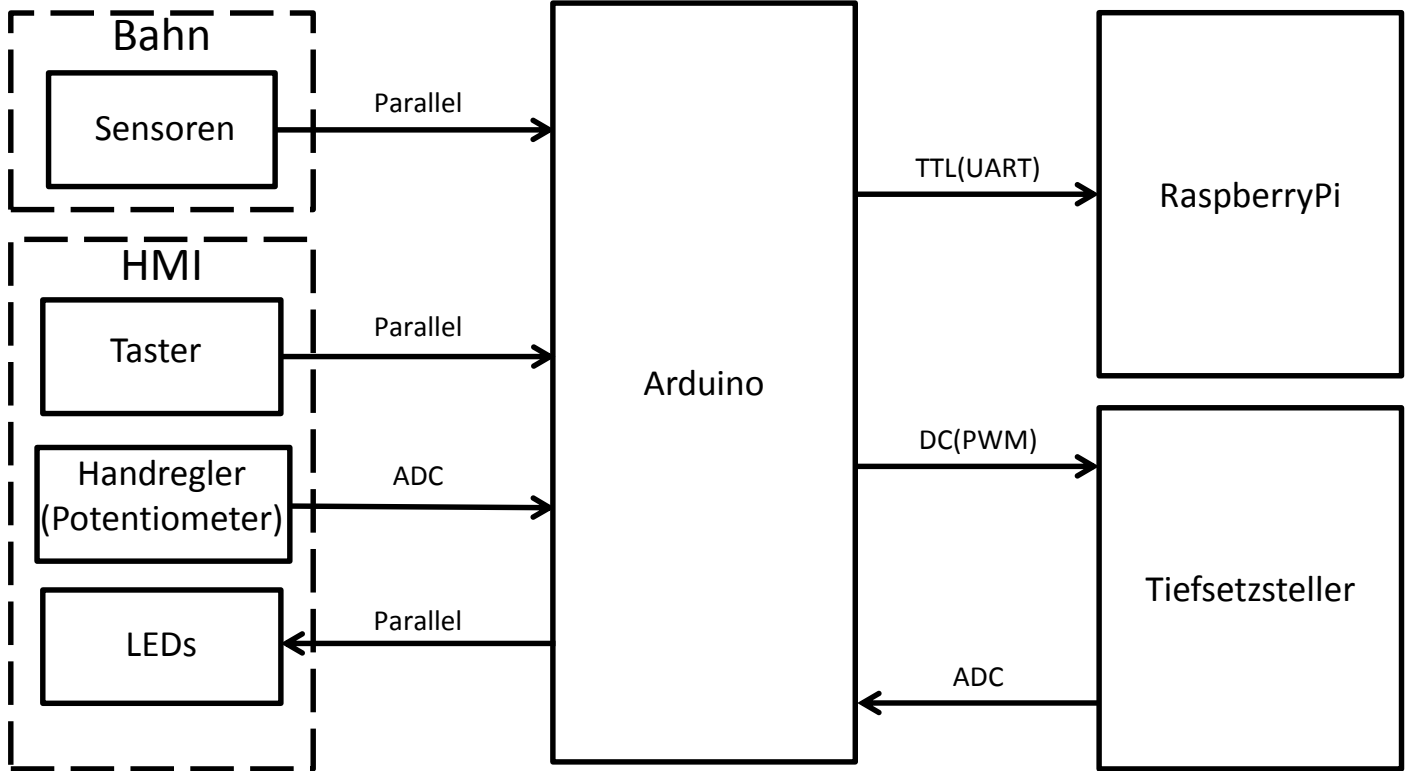 Bahn
Sensoren
Parallel
HMI
Taster
Parallel
Handregler
(Potentiometer)
ADC
LEDs
Parallel
Arduino
TTL(UART)
RaspberryPi
DC(PWM)
Tiefsetzsteller
ADC